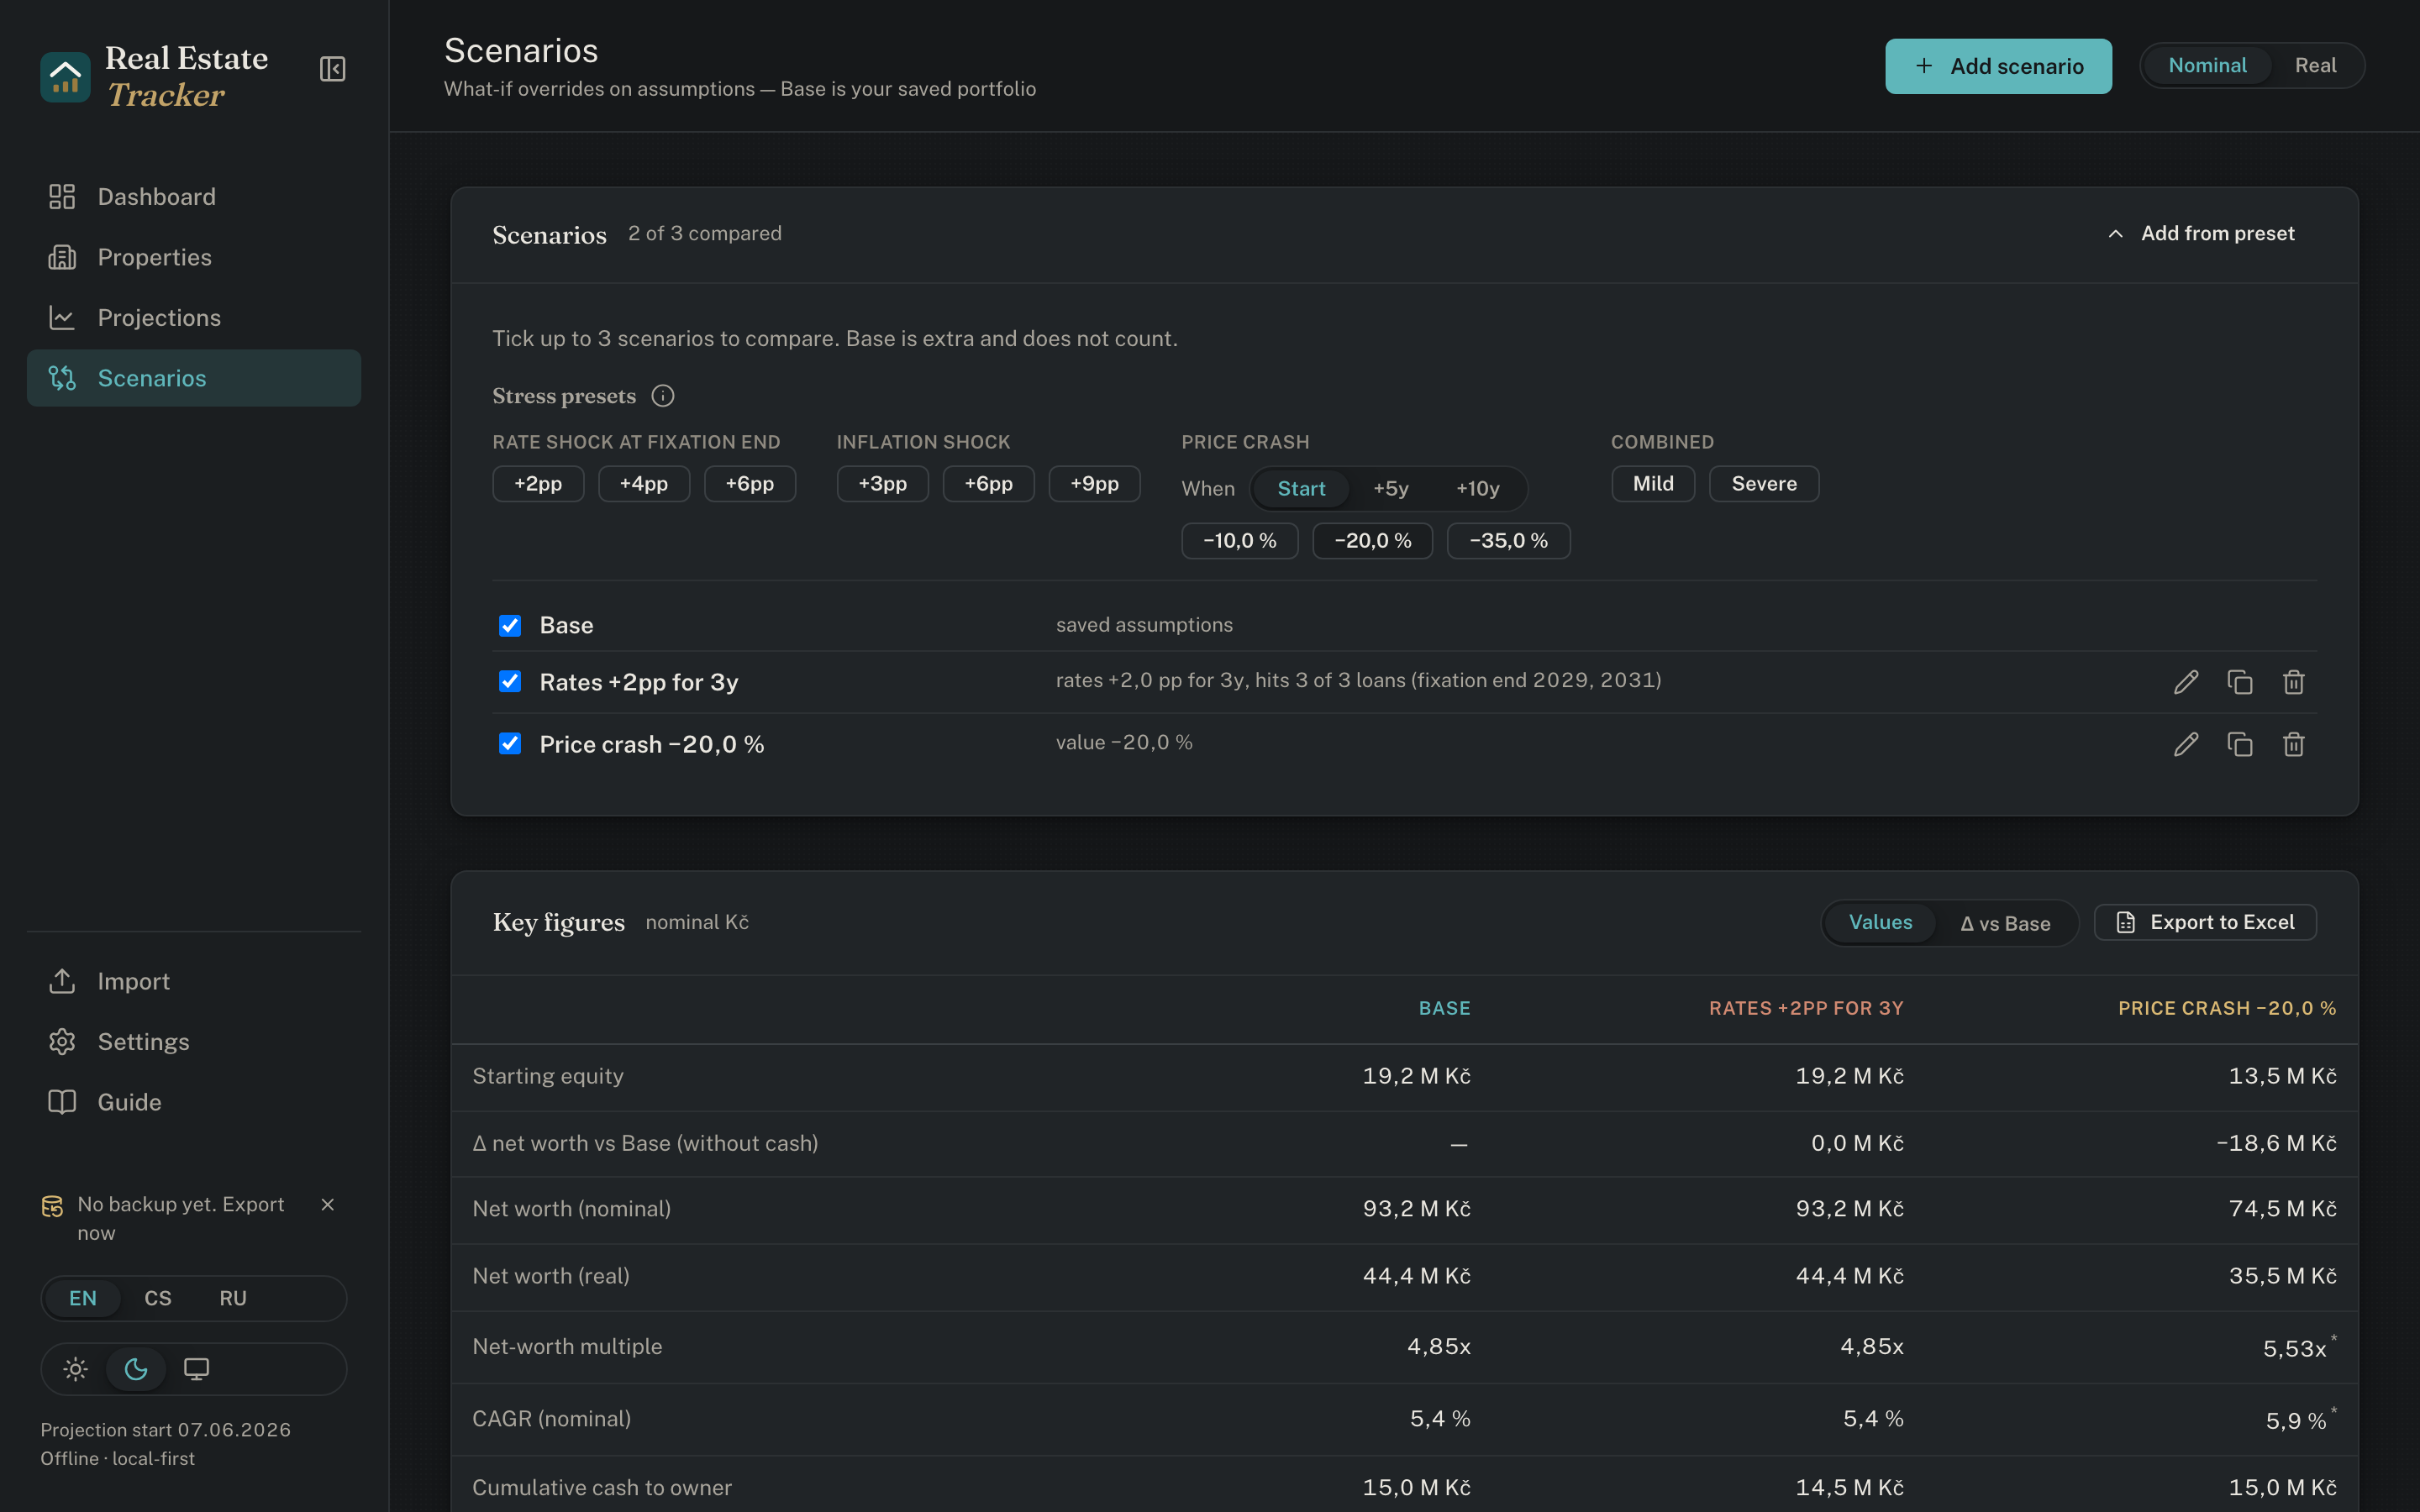 Real Estate
Tracker
Dashboard
Properties
Projections
Scenarios
Import
Settings
Guide
No backup yet. Export
now
EN CS RU
Projection start 07.06.2026
Offline · local-first
Scenarios
What-if overrides on assumptions — Base is your saved portfolio
+ Add scenario
Nominal Real
Scenarios 2 of 3 compared
Add from preset
Tick up to 3 scenarios to compare. Base is extra and does not count.
Stress presets
RATE SHOCK AT FIXATION END
+2pp +4pp +6pp
INFLATION SHOCK
+3pp +6pp +9pp
PRICE CRASH
When Start +5y +10y
−10,0 % −20,0 % −35,0 %
COMBINED
Mild Severe
Base saved assumptions
Rates +2pp for 3y rates +2,0 pp for 3y, hits 3 of 3 loans (fixation end 2029, 2031)
Price crash −20,0 % value −20,0 %
Key figures nominal Kč
Values Δ vs Base Export to Excel
BASE RATES +2PP FOR 3Y PRICE CRASH −20,0 %
Starting equity 19,2 M Kč 19,2 M Kč 13,5 M Kč
Δ net worth vs Base (without cash) — 0,0 M Kč −18,6 M Kč
Net worth (nominal) 93,2 M Kč 93,2 M Kč 74,5 M Kč
Net worth (real) 44,4 M Kč 44,4 M Kč 35,5 M Kč
Net-worth multiple 4,85x 4,85x 5,53x*
CAGR (nominal) 5,4 % 5,4 % 5,9 %*
Cumulative cash to owner 15,0 M Kč 14,5 M Kč 15,0 M Kč